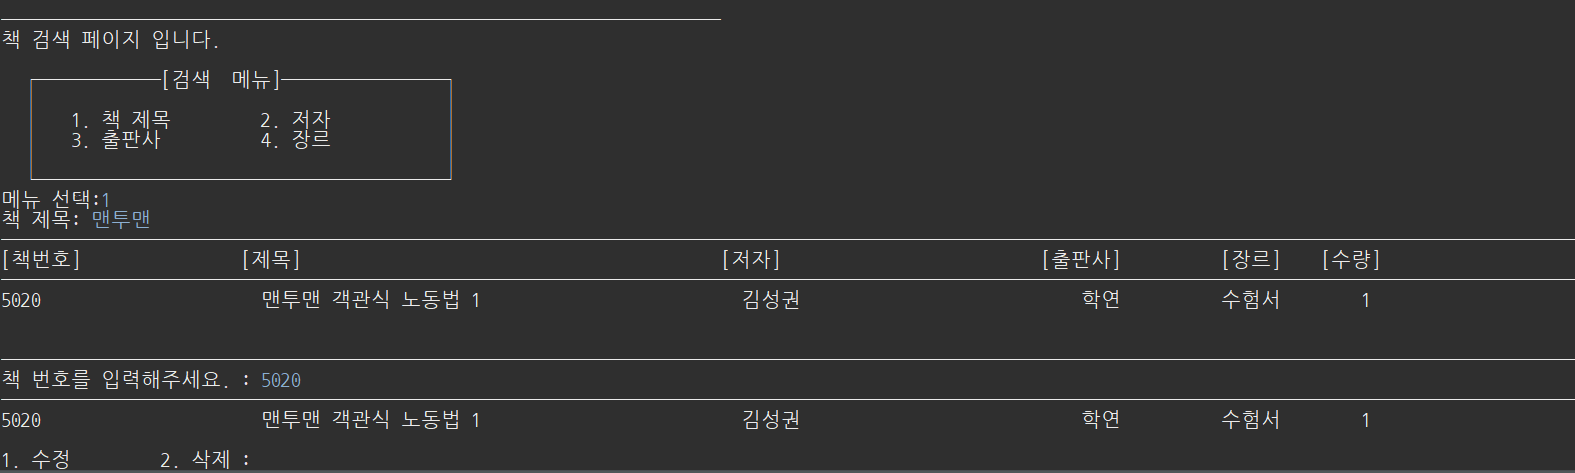 책 검색 페이지 입니다.
[검색 메뉴]
1. 책 제목 2. 저자
3. 출판사 4. 장르
메뉴 선택:1
책 제목: 맨투맨
[책번호] [제목] [저자] [출판사] [장르] [수량]
5020 맨투맨 객관식 노동법 1 김성권 학연 수험서 1
책 번호를 입력해주세요. : 5020
5020 맨투맨 객관식 노동법 1 김성권 학연 수험서 1
1. 수정 2. 삭제 :